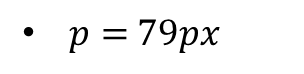 • p = 79px